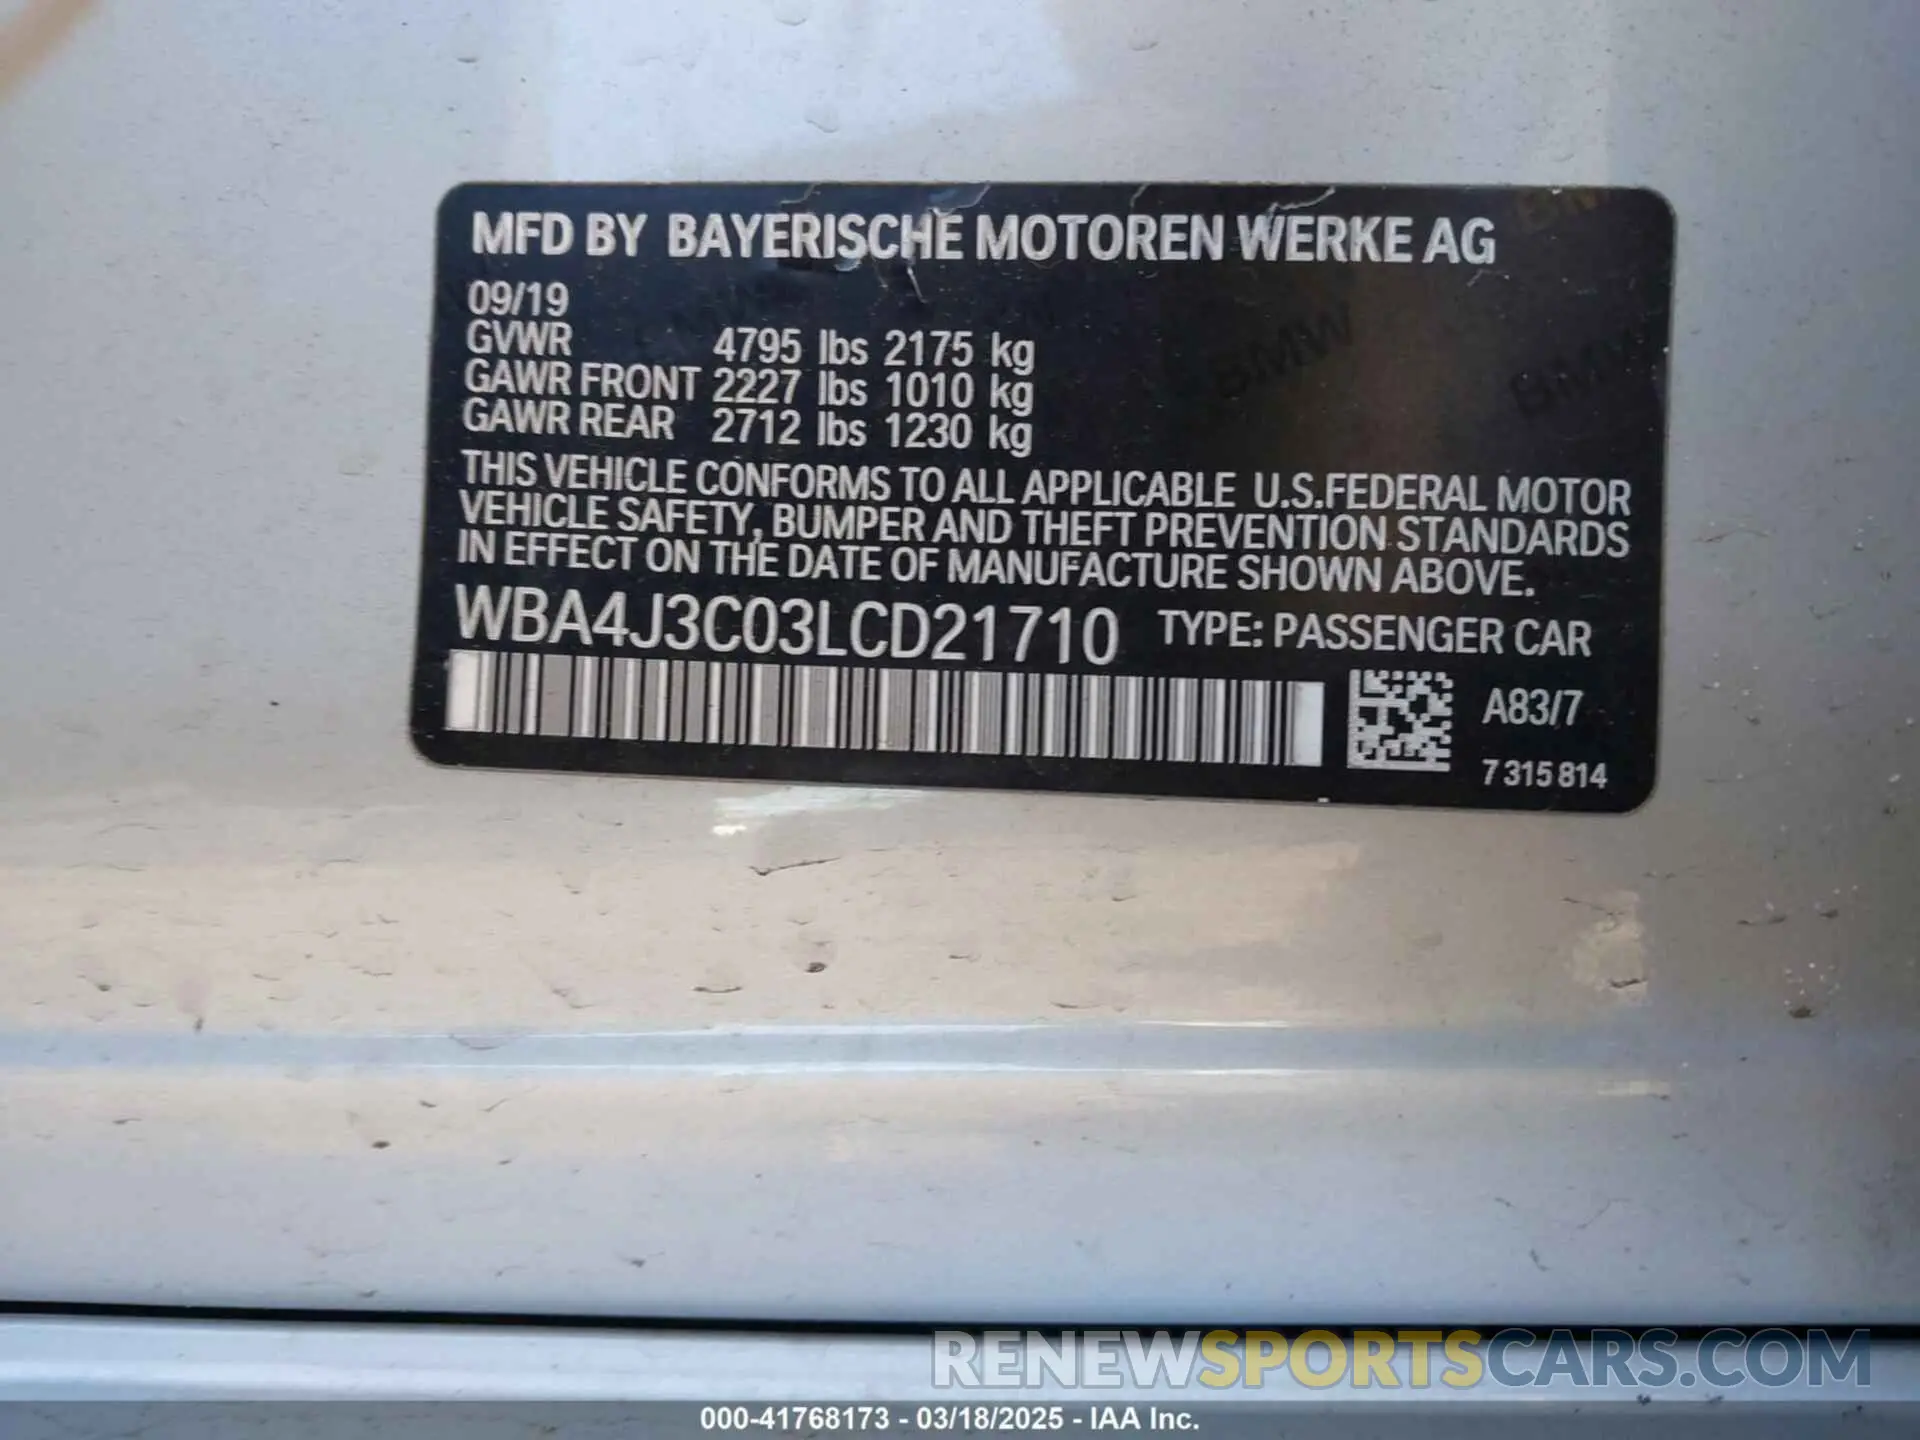 MFD BY BAYERISCHE MOTOREN WERKE AG
09/19
GVWR 4795 lbs 2175 kg
GAWR FRONT 2227 lbs 1010 kg
GAWR REAR 2712 lbs 1230 kg
THIS VEHICLE CONFORMS TO ALL APPLICABLE U.S.FEDERAL MOTOR
VEHICLE SAFETY, BUMPER AND THEFT PREVENTION STANDARDS
IN EFFECT ON THE DATE OF MANUFACTURE SHOWN ABOVE.
WBA4J3C03LCD21710 TYPE: PASSENGER CAR
A83/7
7 315 814
RENEWSPORTSCARS.COM
000-41768173 - 03/18/2025 - IAA Inc.